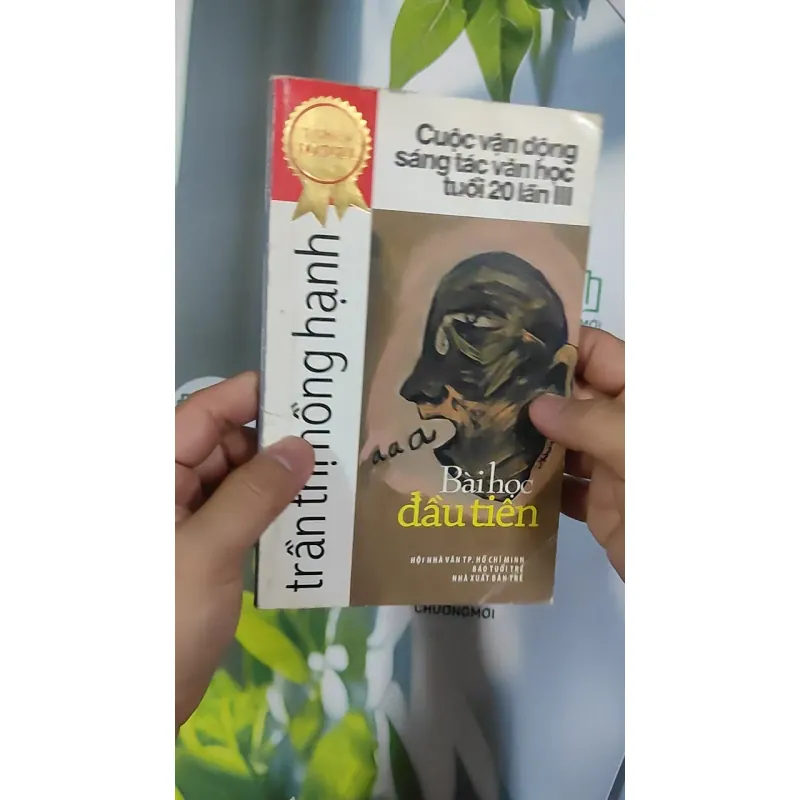 Cuộc vận động
sáng tác văn học
tuổi 20 lần III
trần thị hồng hạnh
a a a
Bài học
đầu tiên
HỘI NHÀ VĂN TP. HỒ CHÍ MINH
BÁO TUỔI TRẺ
NHÀ XUẤT BẢN TRẺ
CHUONGMOI